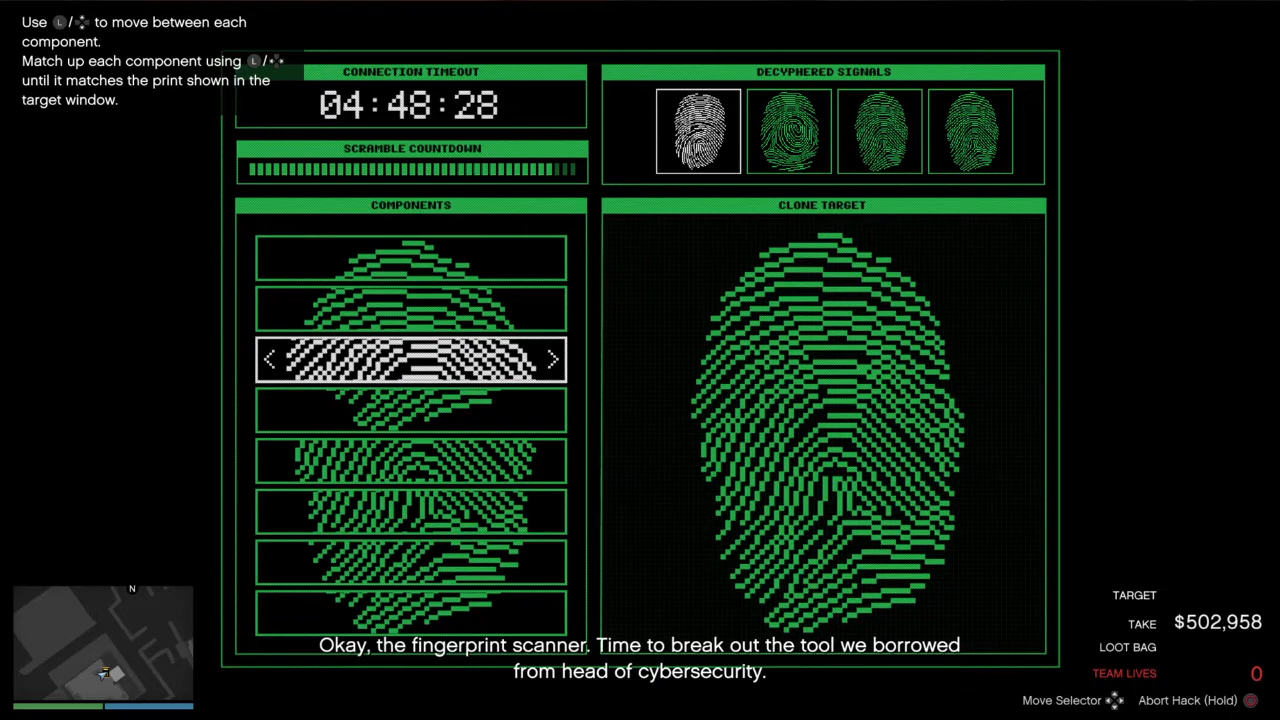 Use L/ to move between each
component.
Match up each component using L/
until it matches the print shown in the
target window.
CONNECTION TIMEOUT
04:48:28
SCRAMBLE COUNTDOWN
DECYPHERED SIGNALS
COMPONENTS
CLONE TARGET
N
Okay, the fingerprint scanner. Time to break out the tool we borrowed
from head of cybersecurity.
TARGET
TAKE $502,958
LOOT BAG
TEAM LIVES 0
Move Selector Abort Hack (Hold)